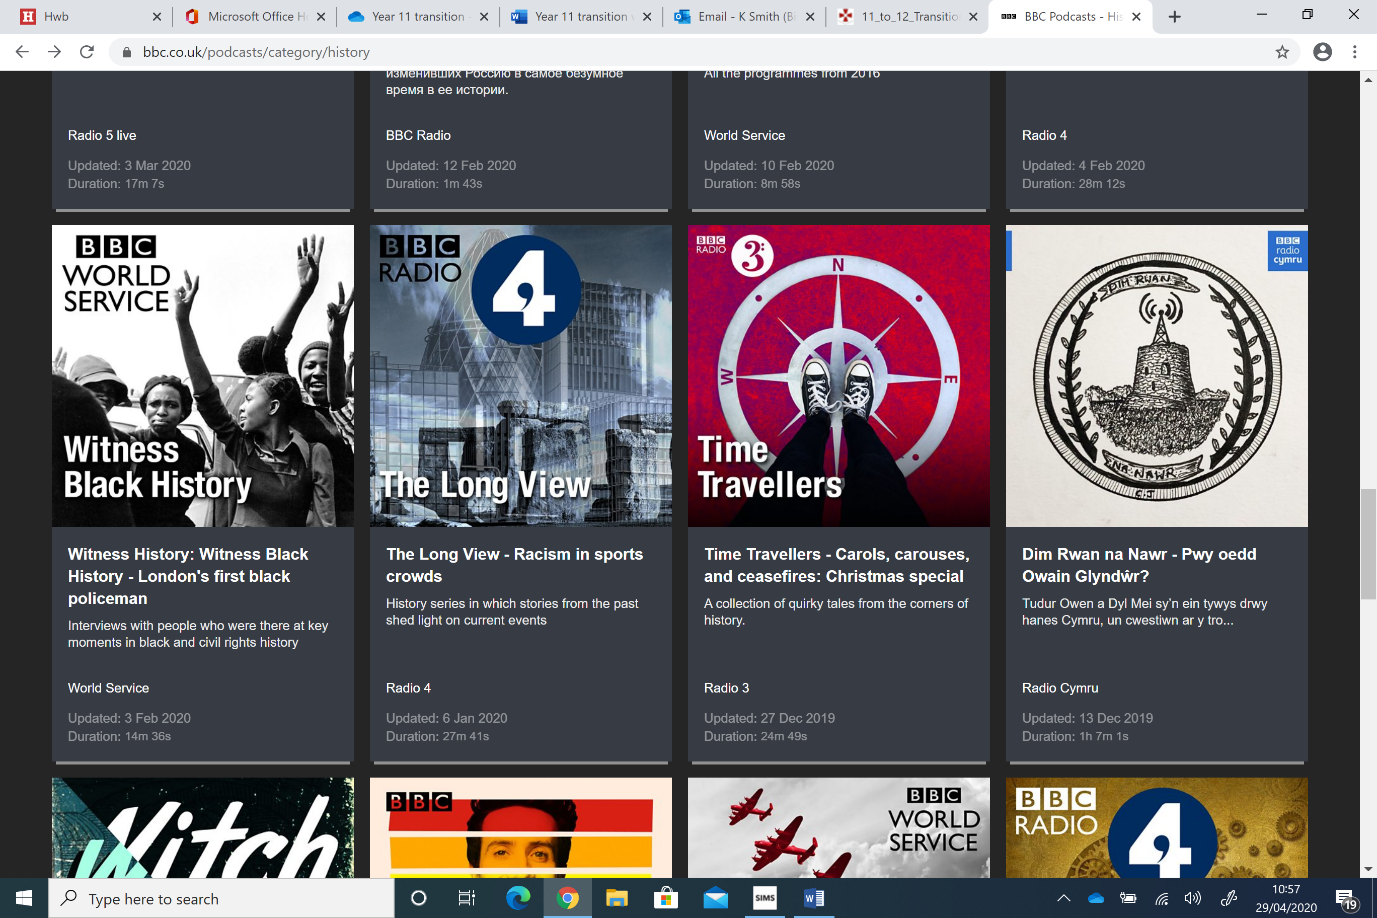 Hwb
Microsoft Office H
Year 11 transition
Year 11 transition
Email - K Smith (B
11_to_12_Transitio
BBC Podcasts - His
bbc.co.uk/podcasts/category/history
изменивших Россию в самое безумное
время в ее истории.
All the programmes from 2016
Radio 5 live
Updated: 3 Mar 2020
Duration: 17m 7s
BBC Radio
Updated: 12 Feb 2020
Duration: 1m 43s
World Service
Updated: 10 Feb 2020
Duration: 8m 58s
Radio 4
Updated: 4 Feb 2020
Duration: 28m 12s
BBC
WORLD
SERVICE
Witness
Black History
Witness History: Witness Black
History - London's first black
policeman
Interviews with people who were there at key
moments in black and civil rights history
World Service
Updated: 3 Feb 2020
Duration: 14m 36s
BBC
RADIO
4
The Long View
The Long View - Racism in sports
crowds
History series in which stories from the past
shed light on current events
Radio 4
Updated: 6 Jan 2020
Duration: 27m 41s
BBC
RADIO
3
N
W
E
Time
Travellers
Time Travellers - Carols, carouses,
and ceasefires: Christmas special
A collection of quirky tales from the corners of
history.
Radio 3
Updated: 27 Dec 2019
Duration: 24m 49s
BBC
radio
cymru
DIM RWAN
NA NAWR
Dim Rwan na Nawr - Pwy oedd
Owain Glyndŵr?
Tudur Owen a Dyl Mei sy'n ein tywys drwy
hanes Cymru, un cwestiwn ar y tro...
Radio Cymru
Updated: 13 Dec 2019
Duration: 1h 7m 1s
Witch
BBC
BBC
WORLD
SERVICE
BBC
RADIO
4
Type here to search
SIMS
10:57
29/04/2020
19